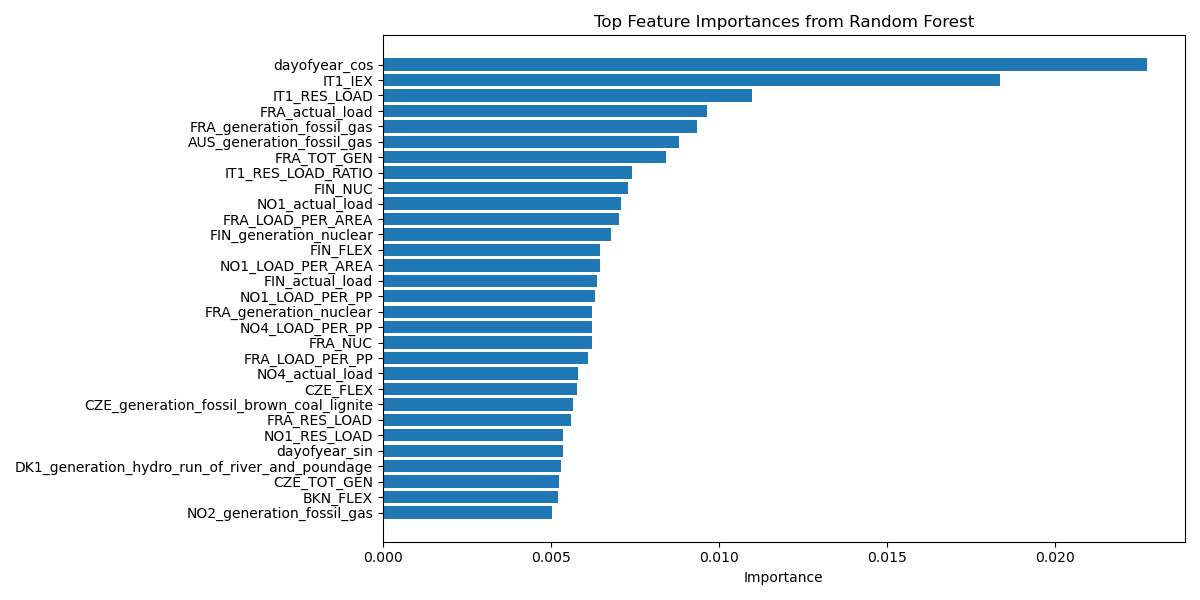 Top Feature Importances from Random Forest
dayofyear_cos
IT1_IEX
IT1_RES_LOAD
FRA_actual_load
FRA_generation_fossil_gas
AUS_generation_fossil_gas
FRA_TOT_GEN
IT1_RES_LOAD_RATIO
FIN_NUC
NO1_actual_load
FRA_LOAD_PER_AREA
FIN_generation_nuclear
FIN_FLEX
NO1_LOAD_PER_AREA
FIN_actual_load
NO1_LOAD_PER_PP
FRA_generation_nuclear
NO4_LOAD_PER_PP
FRA_NUC
FRA_LOAD_PER_PP
NO4_actual_load
CZE_FLEX
CZE_generation_fossil_brown_coal_lignite
FRA_RES_LOAD
NO1_RES_LOAD
dayofyear_sin
DK1_generation_hydro_run_of_river_and_poundage
CZE_TOT_GEN
BKN_FLEX
NO2_generation_fossil_gas
0.000 0.005 0.010 0.015 0.020
Importance